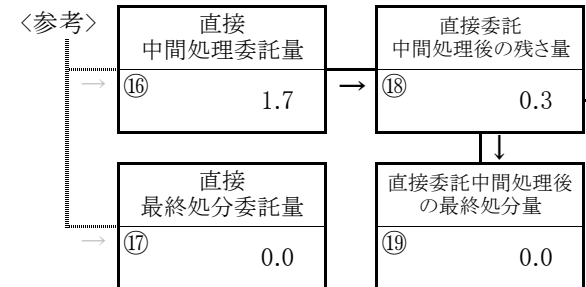 〈参考〉
直接
中間処理委託量
⑯
1.7
→
→
直接委託
中間処理後の残さ量
⑱
0.3
↓
直接
最終処分委託量
→
⑰
0.0
直接委託中間処理後
の最終処分量
⑲
0.0